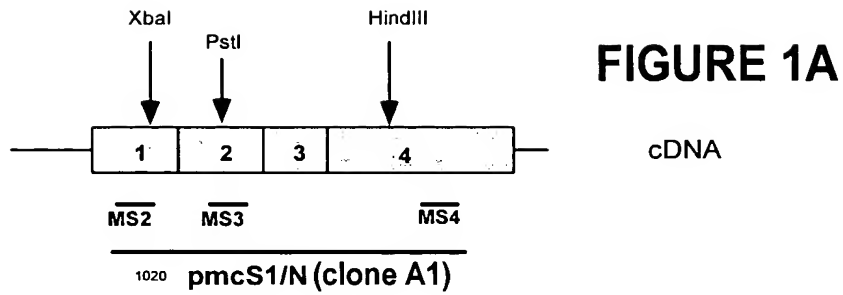 XbaI
PstI
HindIII
FIGURE 1A
1 2 3 4
cDNA
MS2 MS3 MS4
1020 pmcS1/N (clone A1)